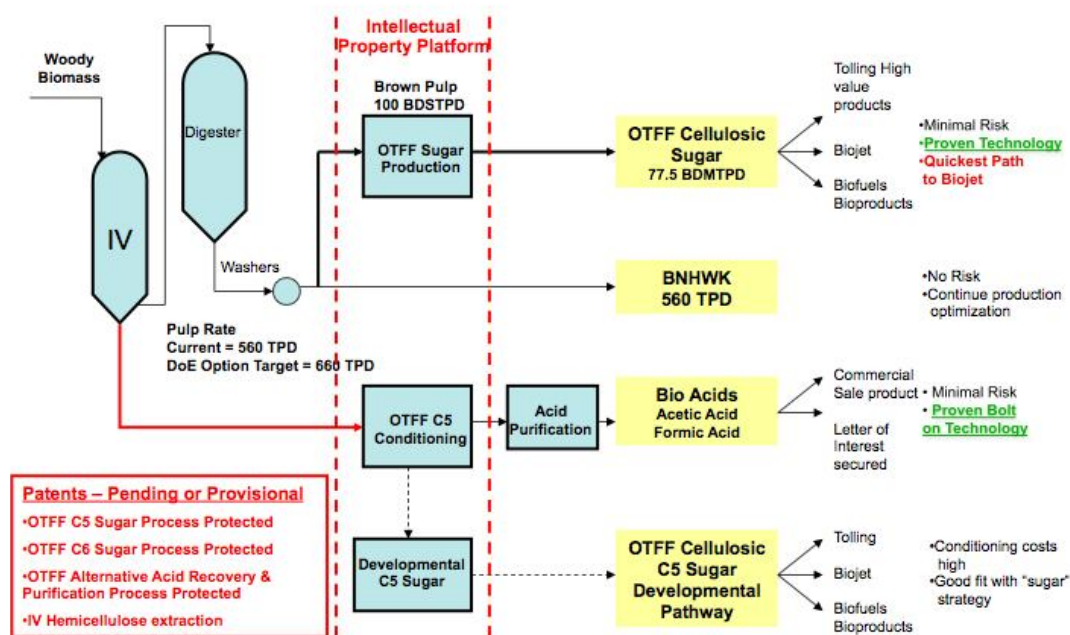 Intellectual
Property Platform
Woody
Biomass
IV
Digester
Washers
Pulp Rate
Current = 560 TPD
DoE Option Target = 660 TPD
Brown Pulp
100 BDSTPD
OTFF Sugar
Production
OTFF Cellulosic
Sugar
77.5 BDMTPD
Tolling High
value
products
Biojet
Biofuels
Bioproducts
•Minimal Risk
•Proven Technology
•Quickest Path
to Biojet
BNHWK
560 TPD
•No Risk
•Continue production
optimization
OTFF C5
Conditioning
Acid
Purification
Bio Acids
Acetic Acid
Formic Acid
Commercial
Sale product
Letter of
Interest
secured
• Minimal Risk
• Proven Bolt
on Technology
Developmental
C5 Sugar
OTFF Cellulosic
C5 Sugar
Developmental
Pathway
Tolling
Biojet
Biofuels
Bioproducts
•Conditioning costs
high
•Good fit with "sugar"
strategy
Patents – Pending or Provisional
•OTFF C5 Sugar Process Protected
•OTFF C6 Sugar Process Protected
•OTFF Alternative Acid Recovery &
Purification Process Protected
•IV Hemicellulose extraction